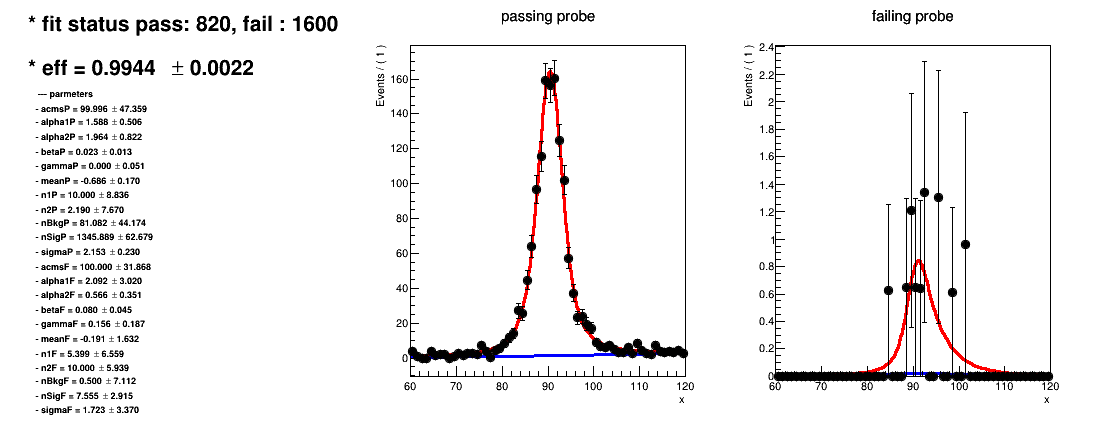 * fit status pass: 820, fail : 1600
* eff = 0.9944 ± 0.0022
--- parmeters
- acmsP = 99.996 ± 47.359
- alpha1P = 1.588 ± 0.506
- alpha2P = 1.964 ± 0.822
- betaP = 0.023 ± 0.013
- gammaP = 0.000 ± 0.051
- meanP = -0.686 ± 0.170
- n1P = 10.000 ± 8.836
- n2P = 2.190 ± 7.670
- nBkgP = 81.082 ± 44.174
- nSigP = 1345.889 ± 62.679
- sigmaP = 2.153 ± 0.230
- acmsF = 100.000 ± 31.868
- alpha1F = 2.092 ± 3.020
- alpha2F = 0.566 ± 0.351
- betaF = 0.080 ± 0.045
- gammaF = 0.156 ± 0.187
- meanF = -0.191 ± 1.632
- n1F = 5.399 ± 6.559
- n2F = 10.000 ± 5.939
- nBkgF = 0.500 ± 7.112
- nSigF = 7.555 ± 2.915
- sigmaF = 1.723 ± 3.370
passing probe
Events / ( 1 )
160
140
120
100
80
60
40
20
0
60 70 80 90 100 110 120
x
failing probe
Events / ( 1 )
2.4
2.2
2
1.8
1.6
1.4
1.2
1
0.8
0.6
0.4
0.2
0
60 70 80 90 100 110 120
x